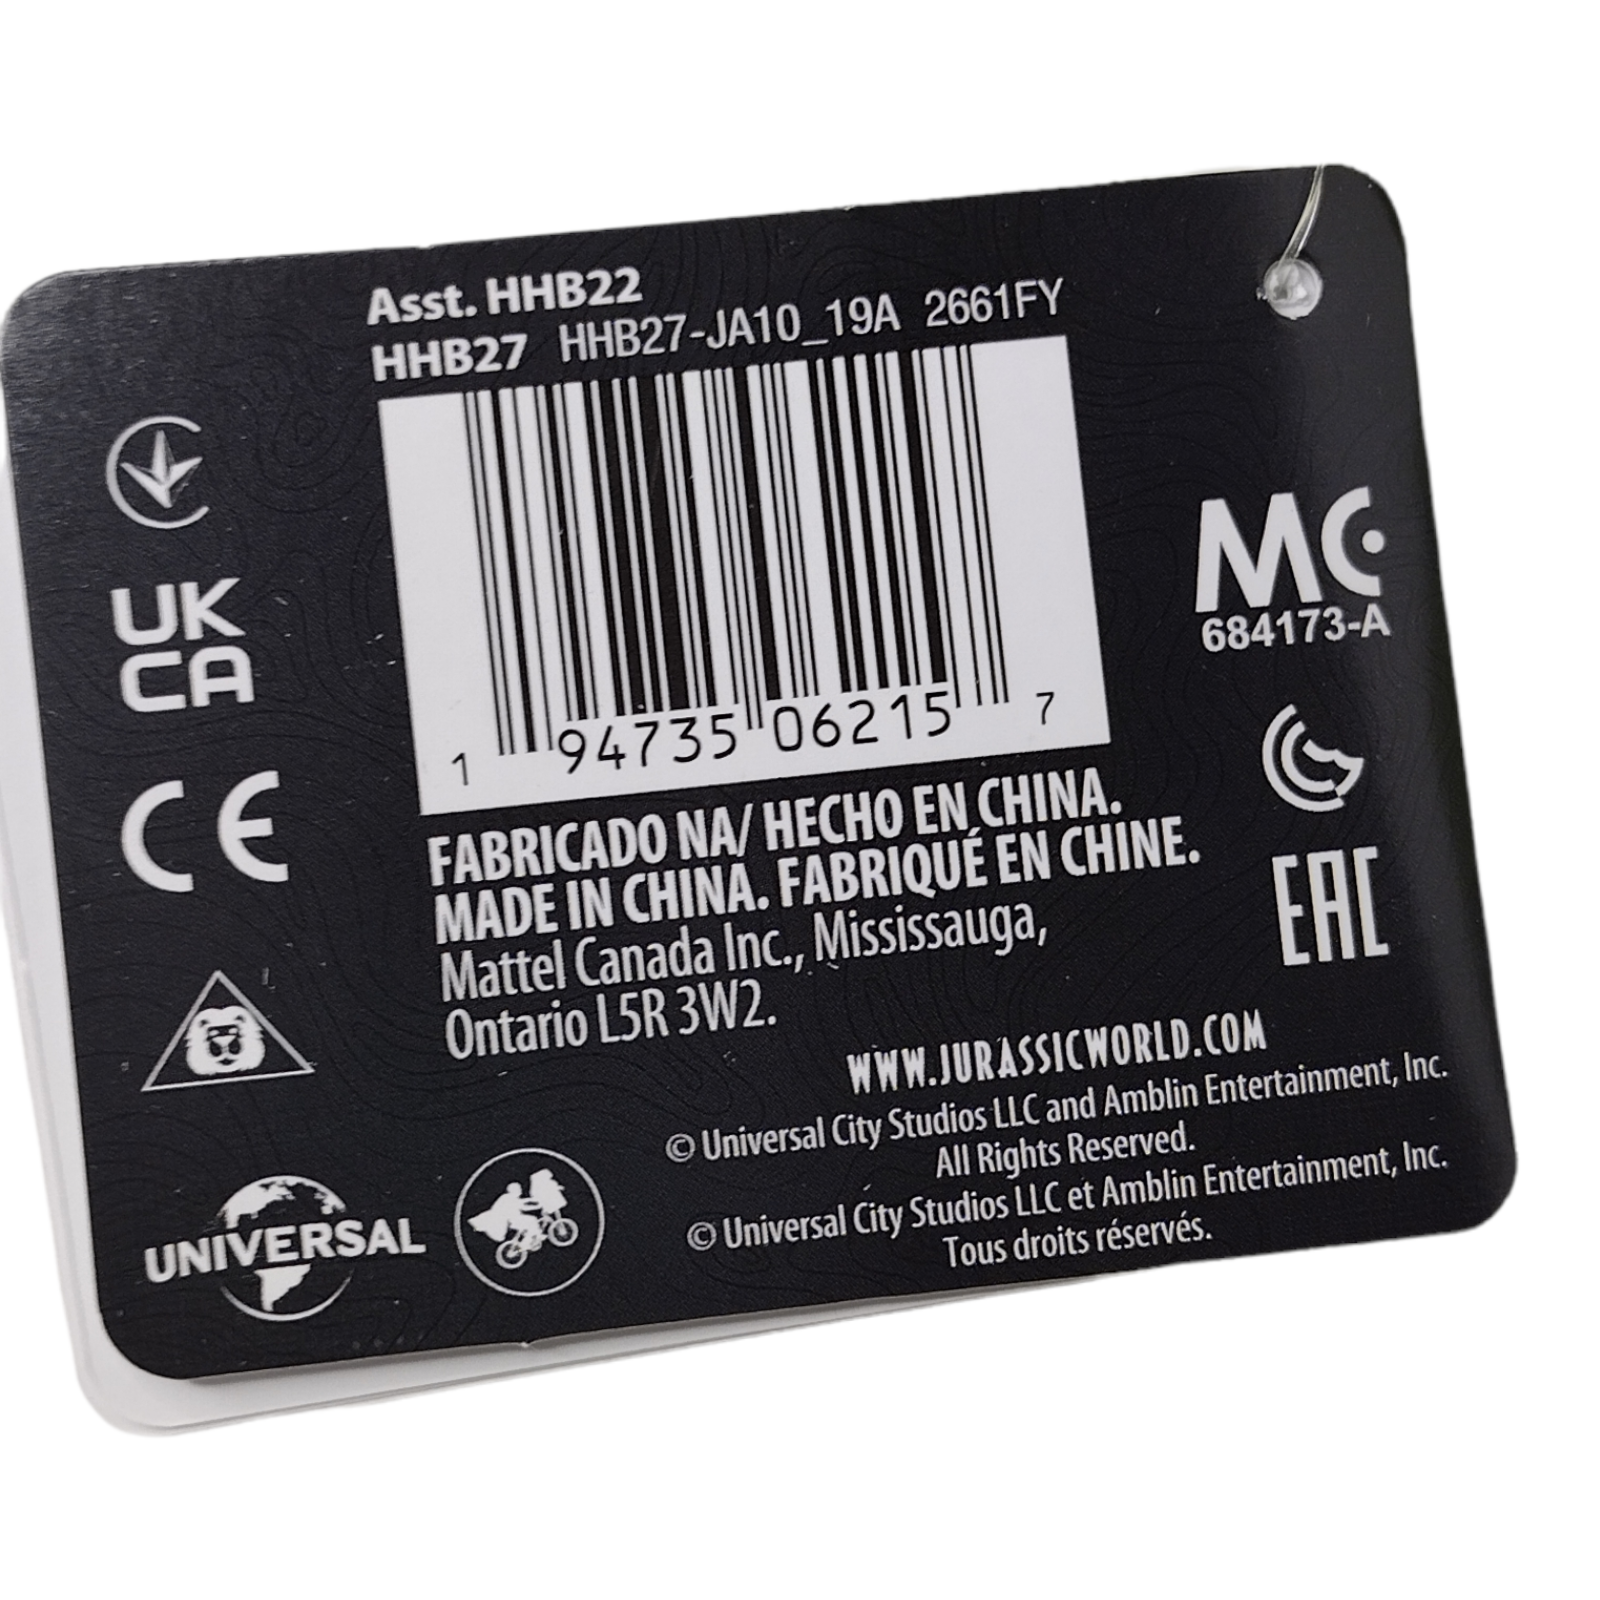 Asst. HHB22
HHB27 HHB27-JA10_19A 2661FY
1 94735 06215 7
UK
CA
CE
MC
684173-A
EAC
FABRICADO NA/ HECHO EN CHINA.
MADE IN CHINA. FABRIQUÉ EN CHINE.
Mattel Canada Inc., Mississauga,
Ontario L5R 3W2.
WWW.JURASSICWORLD.COM
© Universal City Studios LLC and Amblin Entertainment, Inc.
All Rights Reserved.
© Universal City Studios LLC et Amblin Entertainment, Inc.
Tous droits réservés.
UNIVERSAL